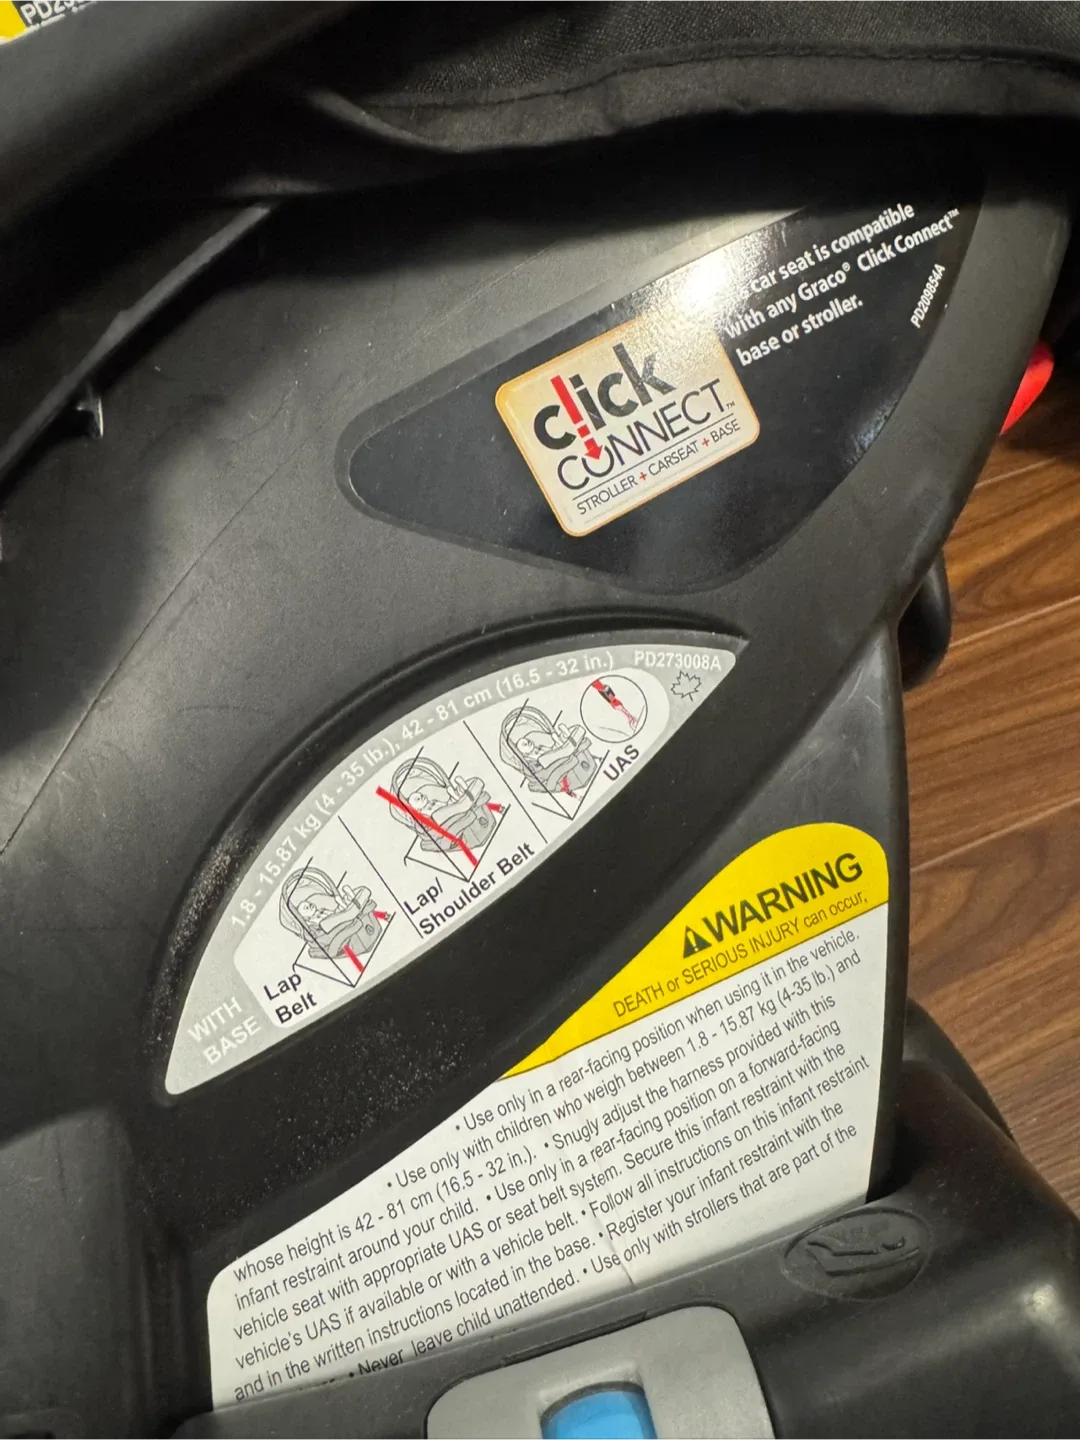 car seat is compatible
with any Graco® Click Connect™
base or stroller.
PD209856A
click
CONNECT™
STROLLER + CARSEAT + BASE
1.8 - 15.87 kg (4 - 35 lb.), 42 - 81 cm (16.5 - 32 in.)
PD273008A
UAS
Lap/
Shoulder Belt
Lap
Belt
WITH
BASE
WARNING
DEATH or SERIOUS INJURY can occur,
• Use only in a rear-facing position when using it in the vehicle.
• Use only with children who weigh between 1.8 - 15.87 kg (4-35 lb.) and
whose height is 42 - 81 cm (16.5 - 32 in.). • Snugly adjust the harness provided with this
infant restraint around your child. • Use only in a rear-facing position on a forward-facing
vehicle seat with appropriate UAS or seat belt system. Secure this infant restraint with the
vehicle's UAS if available or with a vehicle belt. • Follow all instructions on this infant restraint
and in the written instructions located in the base. • Register your infant restraint with the
• Never leave child unattended. • Use only with strollers that are part of the